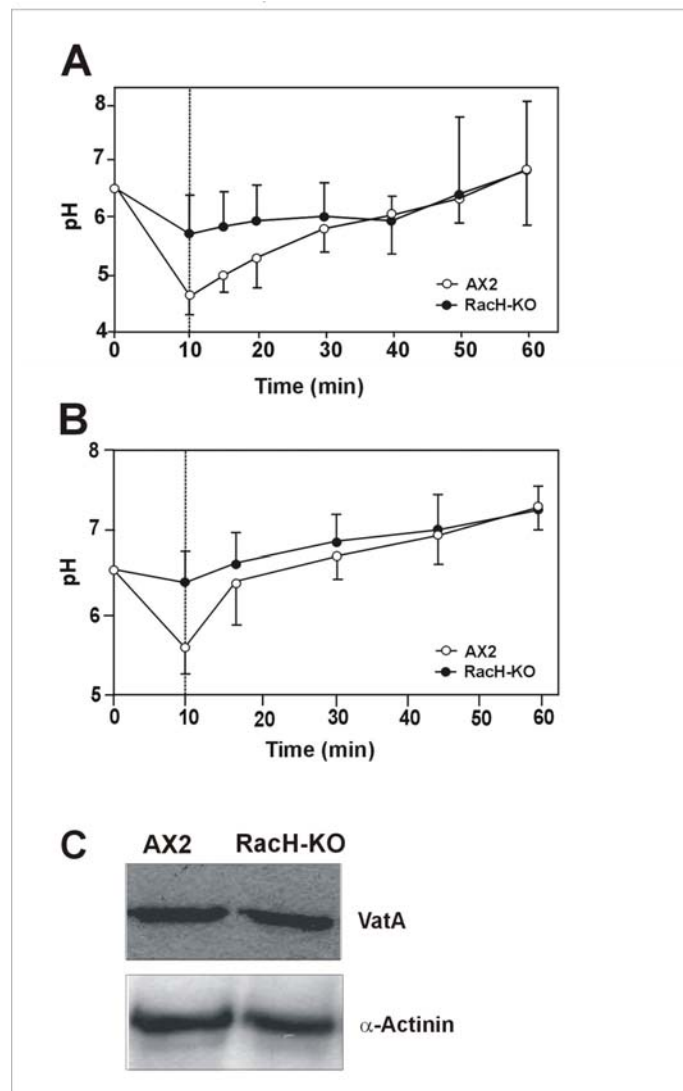 A
8
7
6
5
4
pH
AX2
RacH-KO
0 10 20 30 40 50 60
Time (min)
B
8
7
6
5
pH
AX2
RacH-KO
0 10 20 30 40 50 60
Time (min)
C
AX2 RacH-KO
VatA
α-Actinin